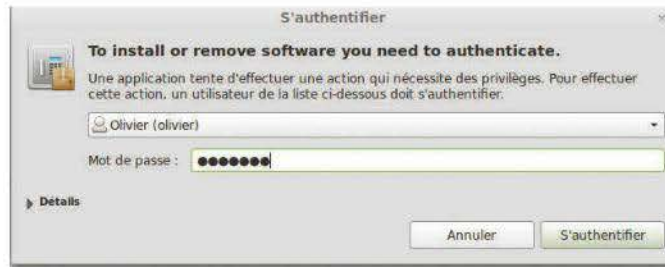 S'authentifier
To install or remove software you need to authenticate.
Une application tente d'effectuer une action qui nécessite des privilèges. Pour effectuer
cette action, un utilisateur de la liste ci-dessous doit s'authentifier.
Olivier (olivier)
Mot de passe : ●●●●●●●
Détails
Annuler S'authentifier